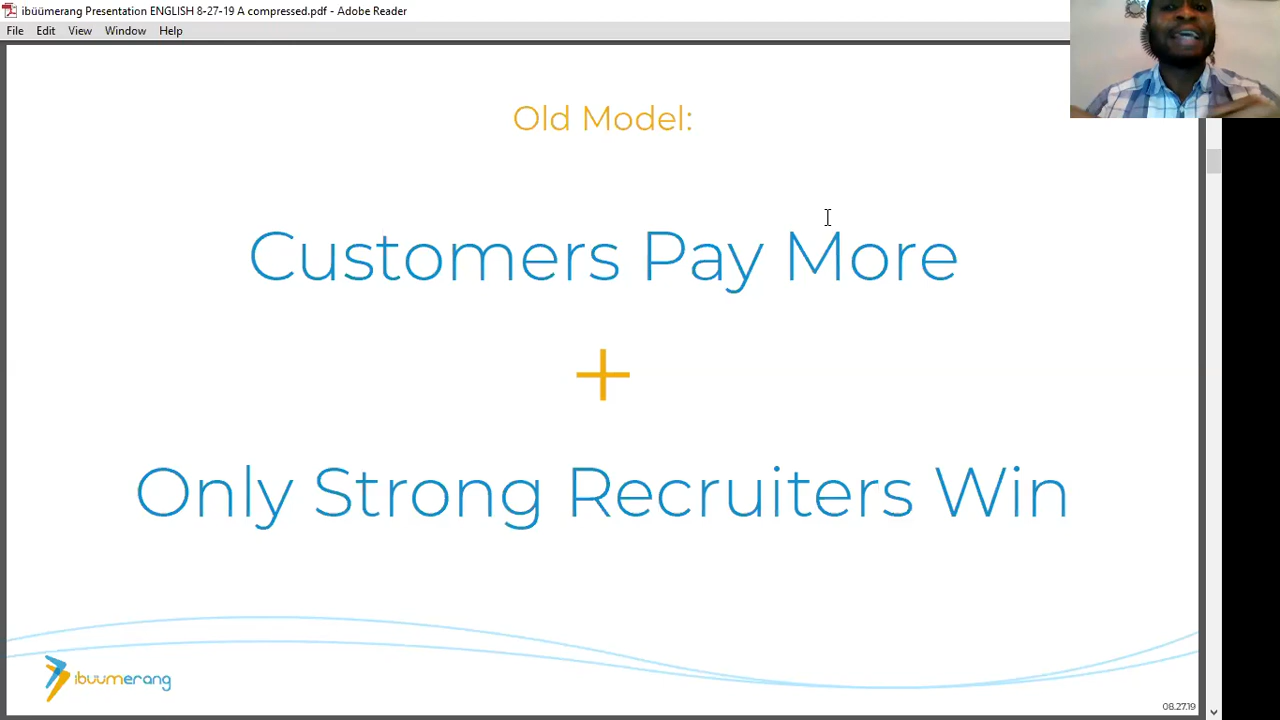 ibüümerang Presentation ENGLISH 8-27-19 A compressed.pdf - Adobe Reader
File Edit View Window Help
Old Model:
Customers Pay More
+
Only Strong Recruiters Win
ibuumerang
08.27.19